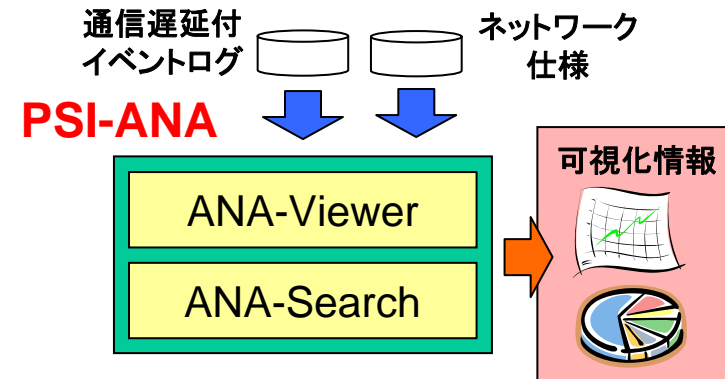 通信遅延付
イベントログ
ネットワーク
仕様
PSI-ANA
可視化情報
ANA-Viewer
ANA-Search